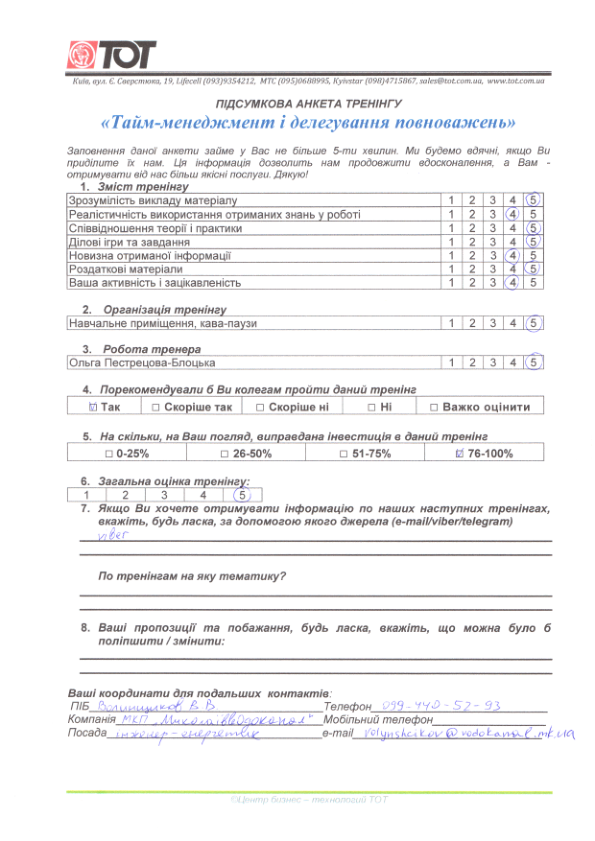 ТОТ
Київ, вул. Є. Сверстюка, 19, Lifecell (093)9354212, МТС (095)0688995, Kyivstar (098)4715867, sales@tot.com.ua, www.tot.com.ua
ПІДСУМКОВА АНКЕТА ТРЕНІНГУ
«Тайм-менеджмент і делегування повноважень»
Заповнення даної анкети займе у Вас не більше 5-ти хвилин. Ми будемо вдячні, якщо Ви
приділите їх нам. Ця інформація дозволить нам продовжити вдосконалення, а Вам -
отримувати від нас більш якісні послуги. Дякую!
1. Зміст тренінгу
Зрозумілість викладу матеріалу 1 2 3 4 5
Реалістичність використання отриманих знань у роботі 1 2 3 4 5
Співвідношення теорії і практики 1 2 3 4 5
Ділові ігри та завдання 1 2 3 4 5
Новизна отриманої інформації 1 2 3 4 5
Роздаткові матеріали 1 2 3 4 5
Ваша активність і зацікавленість 1 2 3 4 5
2. Організація тренінгу
Навчальне приміщення, кава-паузи 1 2 3 4 5
3. Робота тренера
Ольга Пестрецова-Блоцька 1 2 3 4 5
4. Порекомендували б Ви колегам пройти даний тренінг
☑ Так ☐ Скоріше так ☐ Скоріше ні ☐ Ні ☐ Важко оцінити
5. На скільки, на Ваш погляд, виправдана інвестиція в даний тренінг
☐ 0-25% ☐ 26-50% ☐ 51-75% ☑ 76-100%
6. Загальна оцінка тренінгу:
1 2 3 4 5
7. Якщо Ви хочете отримувати інформацію по наших наступних тренінгах,
вкажіть, будь ласка, за допомогою якого джерела (e-mail/viber/telegram)
viber
По тренінгам на яку тематику?
8. Ваші пропозиції та побажання, будь ласка, вкажіть, що можна було б
поліпшити / змінити:
Ваші координати для подальших контактів:
ПІБ Волинщиков В.В. Телефон 099-440-52-93
Компанія МКП "Миколаївводоканал" Мобільний телефон
Посада інженер-енергетик e-mail volynshcikov@vodokanal.mk.ua
©Центр бизнес – технологий ТОТ